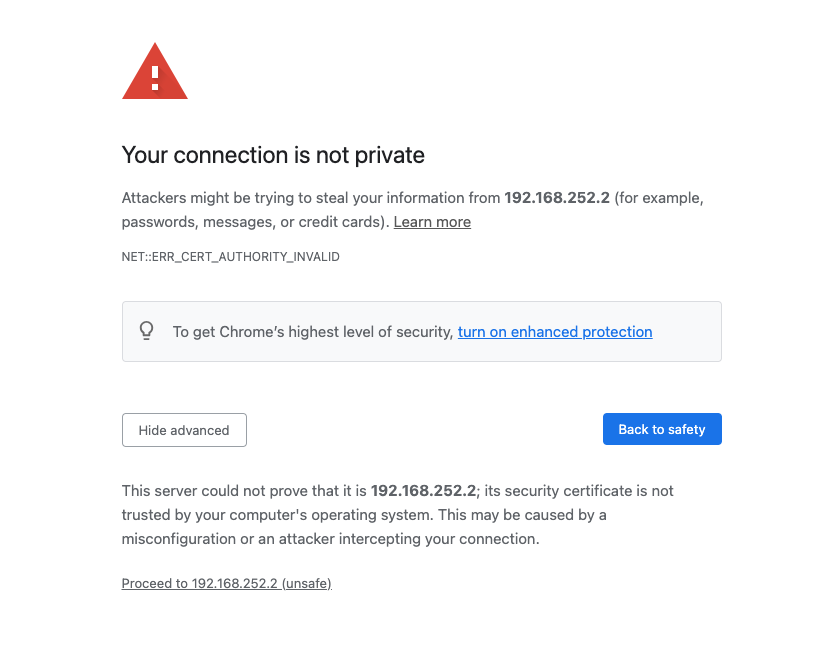 Your connection is not private
Attackers might be trying to steal your information from 192.168.252.2 (for example,
passwords, messages, or credit cards). Learn more
NET::ERR_CERT_AUTHORITY_INVALID
To get Chrome’s highest level of security, turn on enhanced protection
Hide advanced
Back to safety
This server could not prove that it is 192.168.252.2; its security certificate is not
trusted by your computer's operating system. This may be caused by a
misconfiguration or an attacker intercepting your connection.
Proceed to 192.168.252.2 (unsafe)